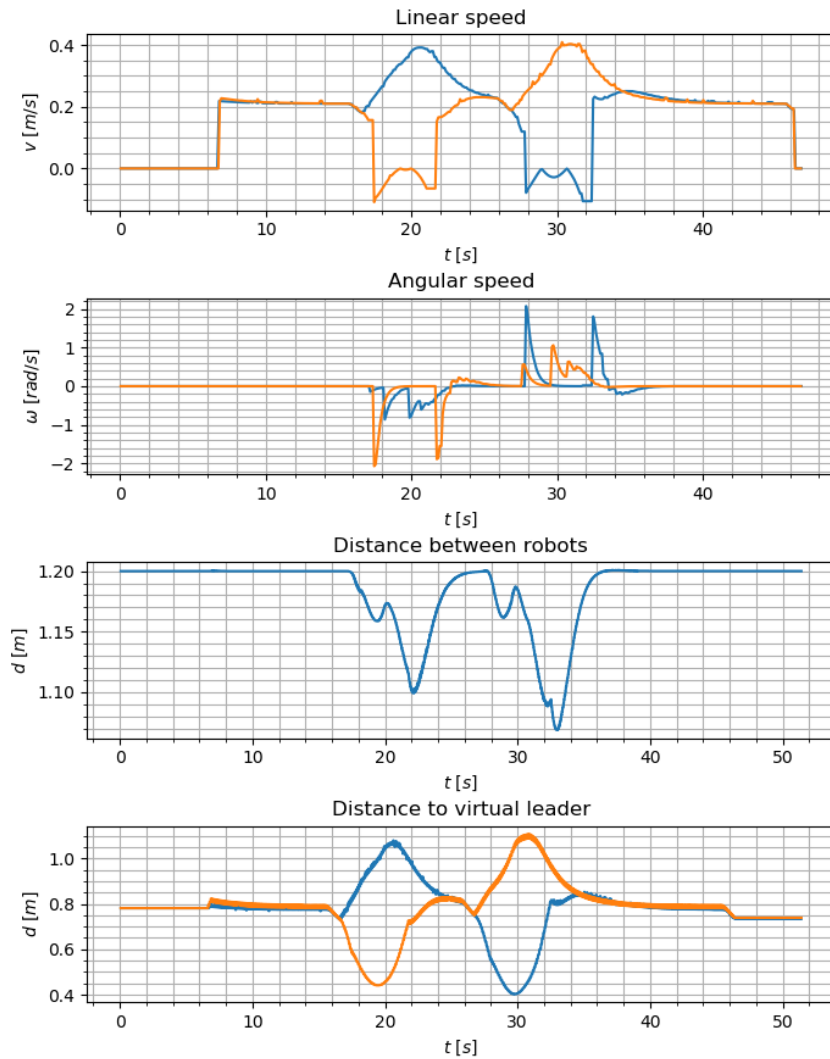 Linear speed
0.4
0.2
0.0
v [m/s]
0 10 20 30 40
t [s]
Angular speed
2
1
0
−1
−2
ω [rad/s]
0 10 20 30 40
t [s]
Distance between robots
1.20
1.15
1.10
d [m]
0 10 20 30 40 50
t [s]
Distance to virtual leader
1.0
0.8
0.6
0.4
d [m]
0 10 20 30 40 50
t [s]